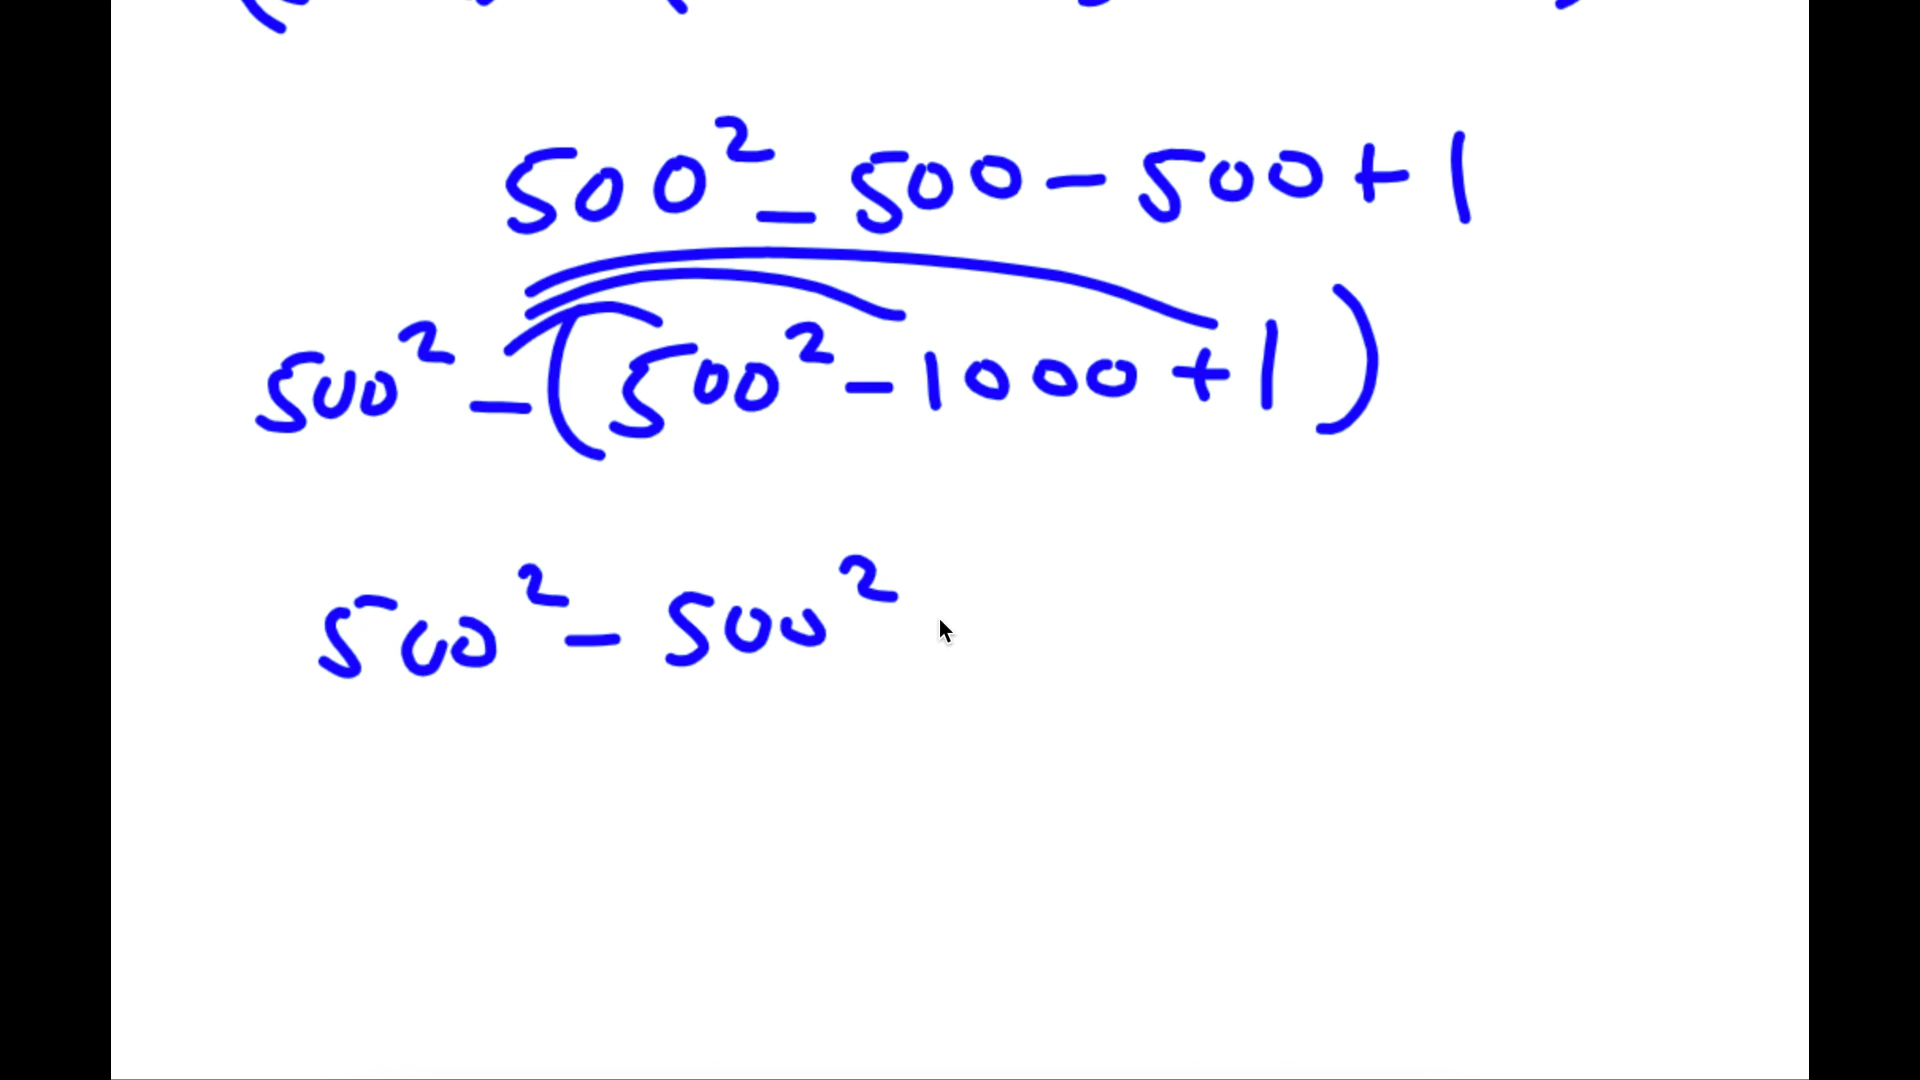 500² - 500 - 500 + 1
500² - (500² - 1000 + 1)
500² - 500²